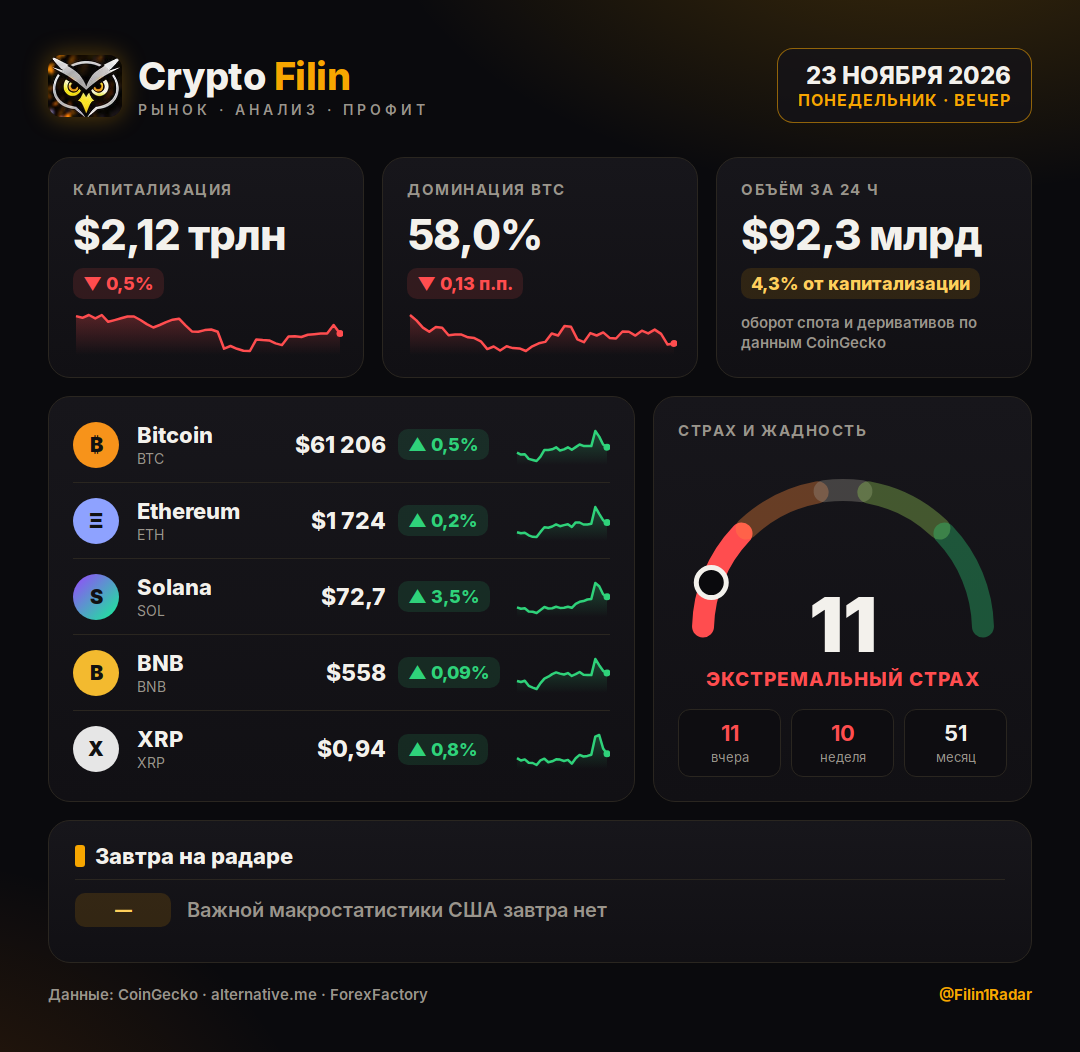 Crypto Filin
РЫНОК · АНАЛИЗ · ПРОФИТ
23 НОЯБРЯ 2026
ПОНЕДЕЛЬНИК · ВЕЧЕР
КАПИТАЛИЗАЦИЯ
$2,12 трлн
▼ 0,5%
ДОМИНАЦИЯ BTC
58,0%
▼ 0,13 п.п.
ОБЪЁМ ЗА 24 Ч
$92,3 млрд
4,3% от капитализации
оборот спота и деривативов по
данным CoinGecko
B Bitcoin $61 206 ▲ 0,5%
BTC
Ξ Ethereum $1 724 ▲ 0,2%
ETH
S Solana $72,7 ▲ 3,5%
SOL
B BNB $558 ▲ 0,09%
BNB
X XRP $0,94 ▲ 0,8%
XRP
СТРАХ И ЖАДНОСТЬ
11
ЭКСТРЕМАЛЬНЫЙ СТРАХ
11 10 51
вчера неделя месяц
Завтра на радаре
— Важной макростатистики США завтра нет
Данные: CoinGecko · alternative.me · ForexFactory
@Filin1Radar